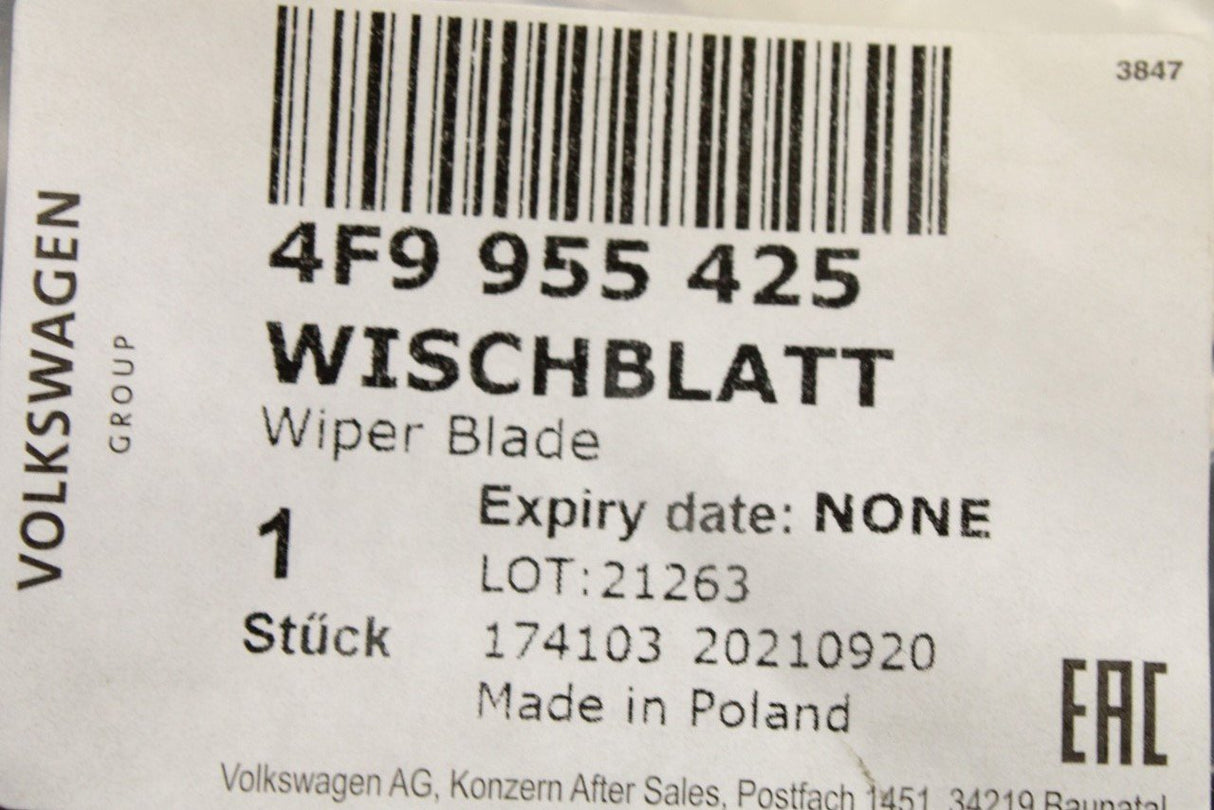 3847
VOLKSWAGEN
GROUP
4F9 955 425
WISCHBLATT
Wiper Blade
1
Stück
Expiry date: NONE
LOT:21263
174103 20210920
Made in Poland
EAC
Volkswagen AG, Konzern After Sales, Postfach 1451, 34219 Baunatal